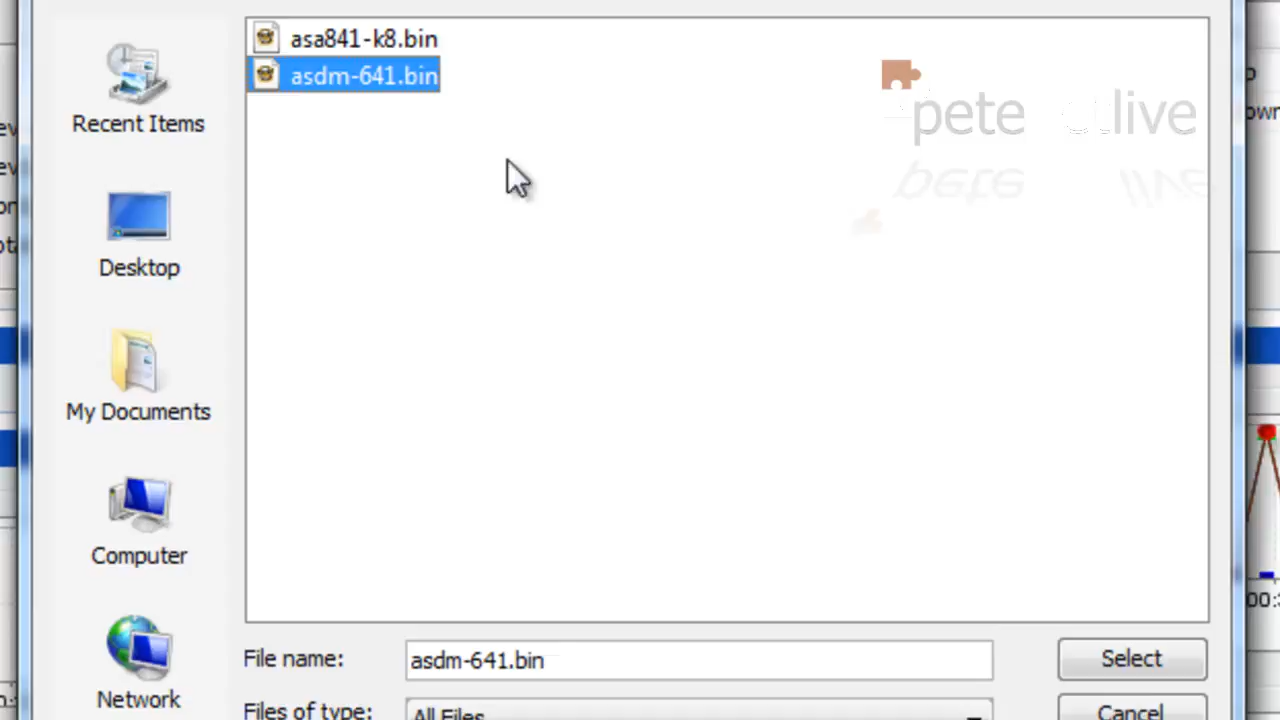 asa841-k8.bin
asdm-641.bin
Recent Items
Desktop
My Documents
Computer
Network
petenetlive
File name:
asdm-641.bin
Select
Files of type:
All Files
Cancel